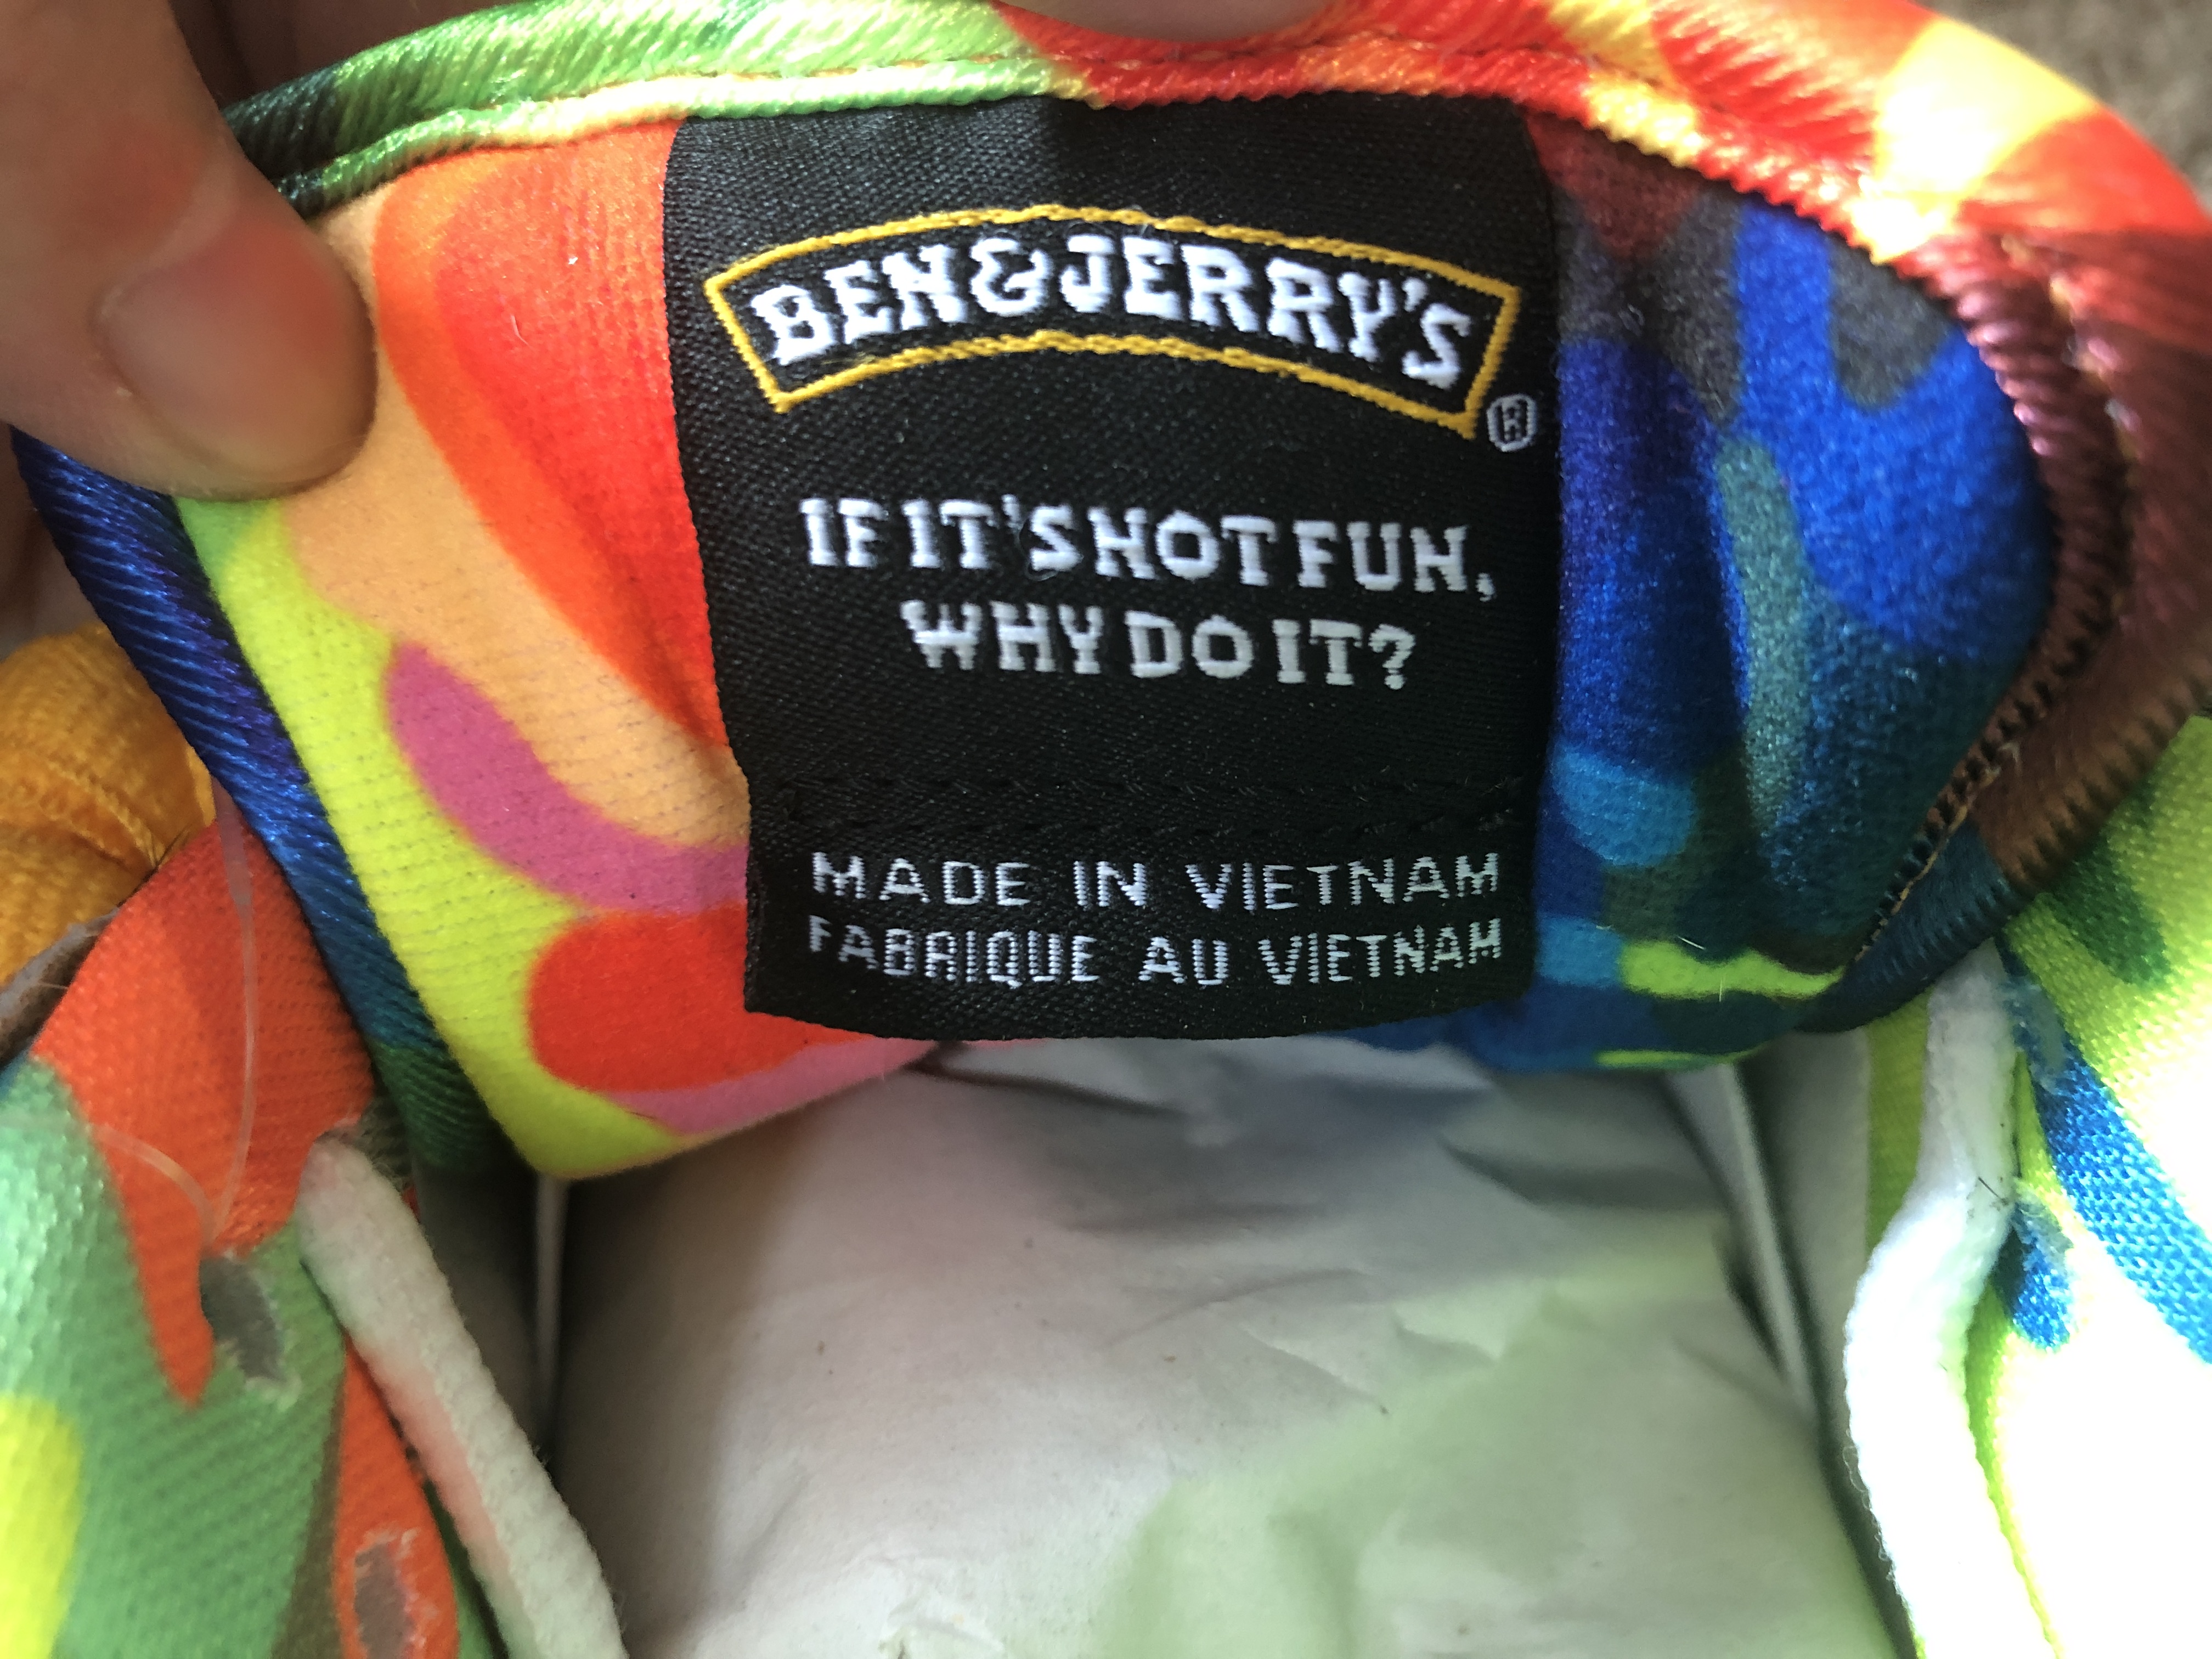 BEN&JERRY'S
®
IF IT'S NOT FUN,
WHY DO IT?
MADE IN VIETNAM
FABRIQUE AU VIETNAM